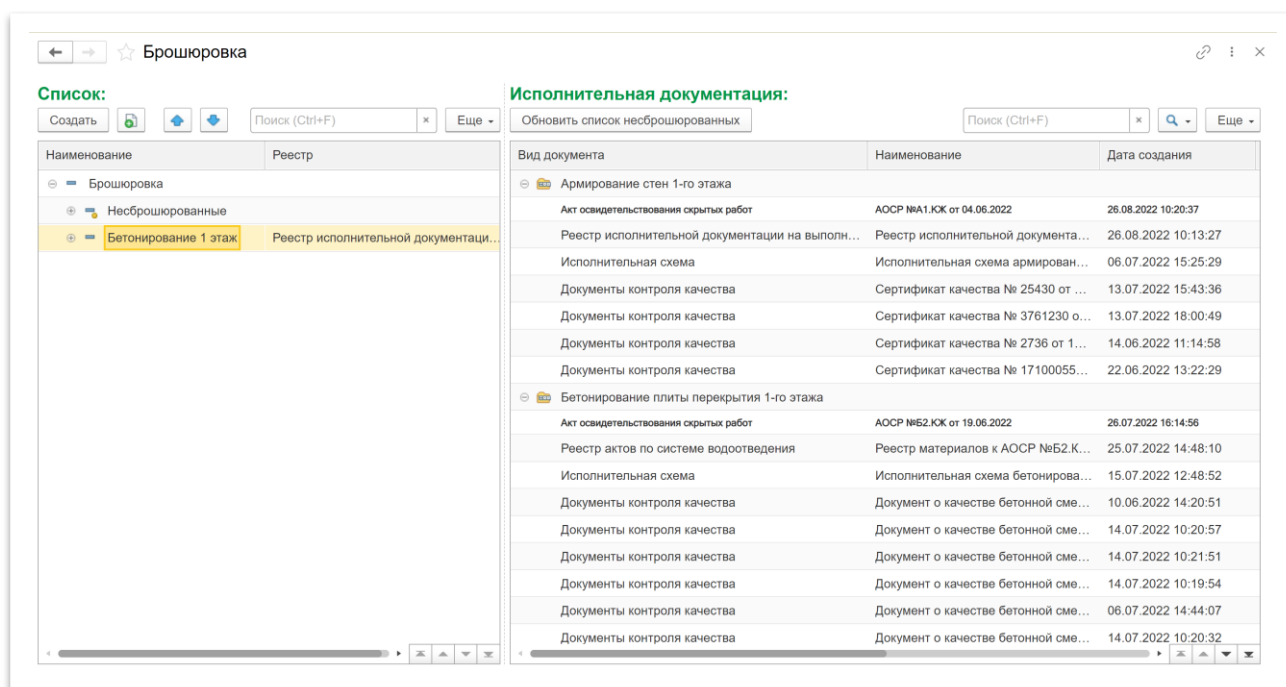 Брошюровка
Список:
Создать Поиск (Ctrl+F) × Еще
Наименование Реестр
Брошюровка
Несброшюрованные
Бетонирование 1 этаж Реестр исполнительной документаци...
Исполнительная документация:
Обновить список несброшюрованных Поиск (Ctrl+F) × Еще
Вид документа Наименование Дата создания
Армирование стен 1-го этажа
Акт освидетельствования скрытых работ АОСР №А1.КЖ от 04.06.2022 26.08.2022 10:20:37
Реестр исполнительной документации на выполн... Реестр исполнительной документа... 26.08.2022 10:13:27
Исполнительная схема Исполнительная схема армирован... 06.07.2022 15:25:29
Документы контроля качества Сертификат качества № 25430 от ... 13.07.2022 15:43:36
Документы контроля качества Сертификат качества № 3761230 о... 13.07.2022 18:00:49
Документы контроля качества Сертификат качества № 2736 от 1... 14.06.2022 11:14:58
Документы контроля качества Сертификат качества № 17100055... 22.06.2022 13:22:29
Бетонирование плиты перекрытия 1-го этажа
Акт освидетельствования скрытых работ АОСР №Б2.КЖ от 19.06.2022 26.07.2022 16:14:56
Реестр актов по системе водоотведения Реестр материалов к АОСР №Б2.К... 25.07.2022 14:48:10
Исполнительная схема Исполнительная схема бетонирова... 15.07.2022 12:48:52
Документы контроля качества Документ о качестве бетонной сме... 10.06.2022 14:20:51
Документы контроля качества Документ о качестве бетонной сме... 14.07.2022 10:20:57
Документы контроля качества Документ о качестве бетонной сме... 14.07.2022 10:21:51
Документы контроля качества Документ о качестве бетонной сме... 14.07.2022 10:19:54
Документы контроля качества Документ о качестве бетонной сме... 06.07.2022 14:44:07
Документы контроля качества Документ о качестве бетонной сме... 14.07.2022 10:20:32